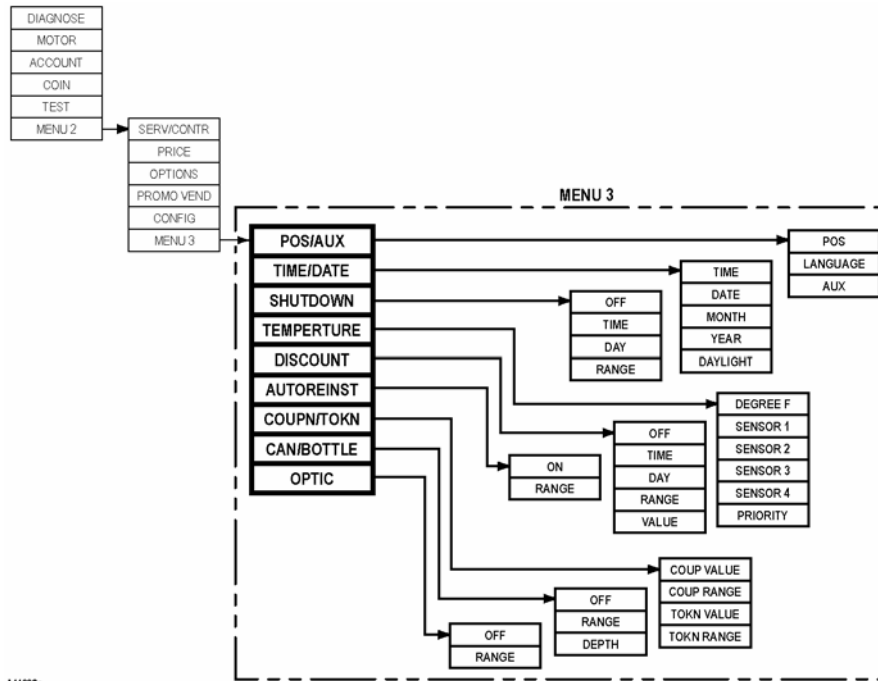 DIAGNOSE
MOTOR
ACCOUNT
COIN
TEST
MENU 2
SERV/CONTR
PRICE
OPTIONS
PROMO VEND
CONFIG
MENU 3
MENU 3
POS/AUX
TIME/DATE
SHUTDOWN
TEMPERTURE
DISCOUNT
AUTOREINST
COUPN/TOKN
CAN/BOTTLE
OPTIC
POS
LANGUAGE
AUX
TIME
DATE
MONTH
YEAR
DAYLIGHT
OFF
TIME
DAY
RANGE
DEGREE F
SENSOR 1
SENSOR 2
SENSOR 3
SENSOR 4
PRIORITY
OFF
TIME
DAY
RANGE
VALUE
ON
RANGE
COUP VALUE
COUP RANGE
TOKN VALUE
TOKN RANGE
OFF
RANGE
DEPTH
OFF
RANGE